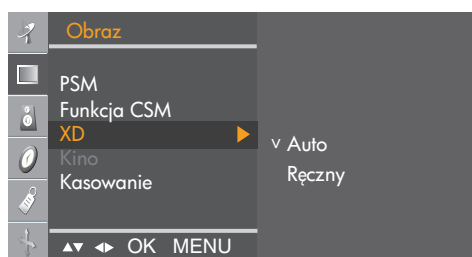 Obraz
PSM
Funkcja CSM
XD
Kino
Kasowanie
v Auto
Ręczny
OK MENU